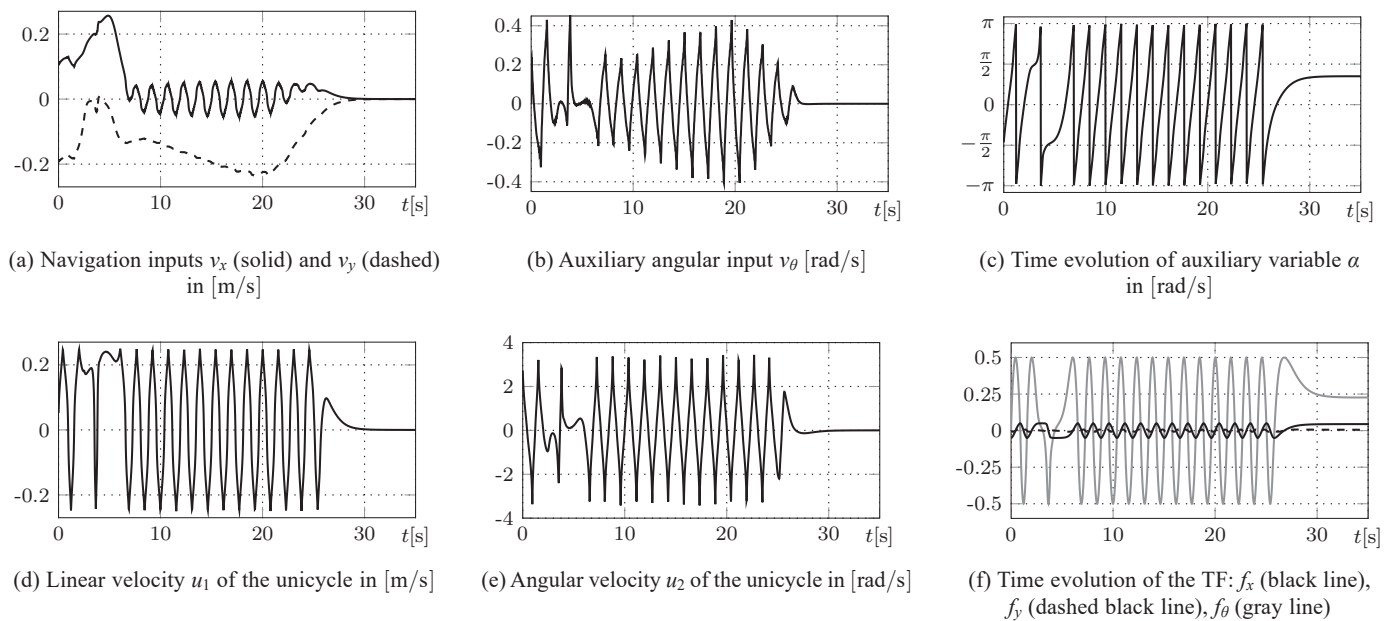 0.2
0
-0.2
0 10 20 30 t[s]
(a) Navigation inputs vx (solid) and vy (dashed)
in [m/s]
0.4
0.2
0
-0.2
-0.4
0 10 20 30 t[s]
(b) Auxiliary angular input vθ [rad/s]
π
π/2
0
−π/2
−π
0 10 20 30 t[s]
(c) Time evolution of auxiliary variable α
in [rad/s]
0.2
0
-0.2
0 10 20 30 t[s]
(d) Linear velocity u1 of the unicycle in [m/s]
4
2
0
-2
-4
0 10 20 30 t[s]
(e) Angular velocity u2 of the unicycle in [rad/s]
0.5
0.25
0
-0.25
-0.5
0 10 20 30 t[s]
(f) Time evolution of the TF: fx (black line),
fy (dashed black line), fθ (gray line)